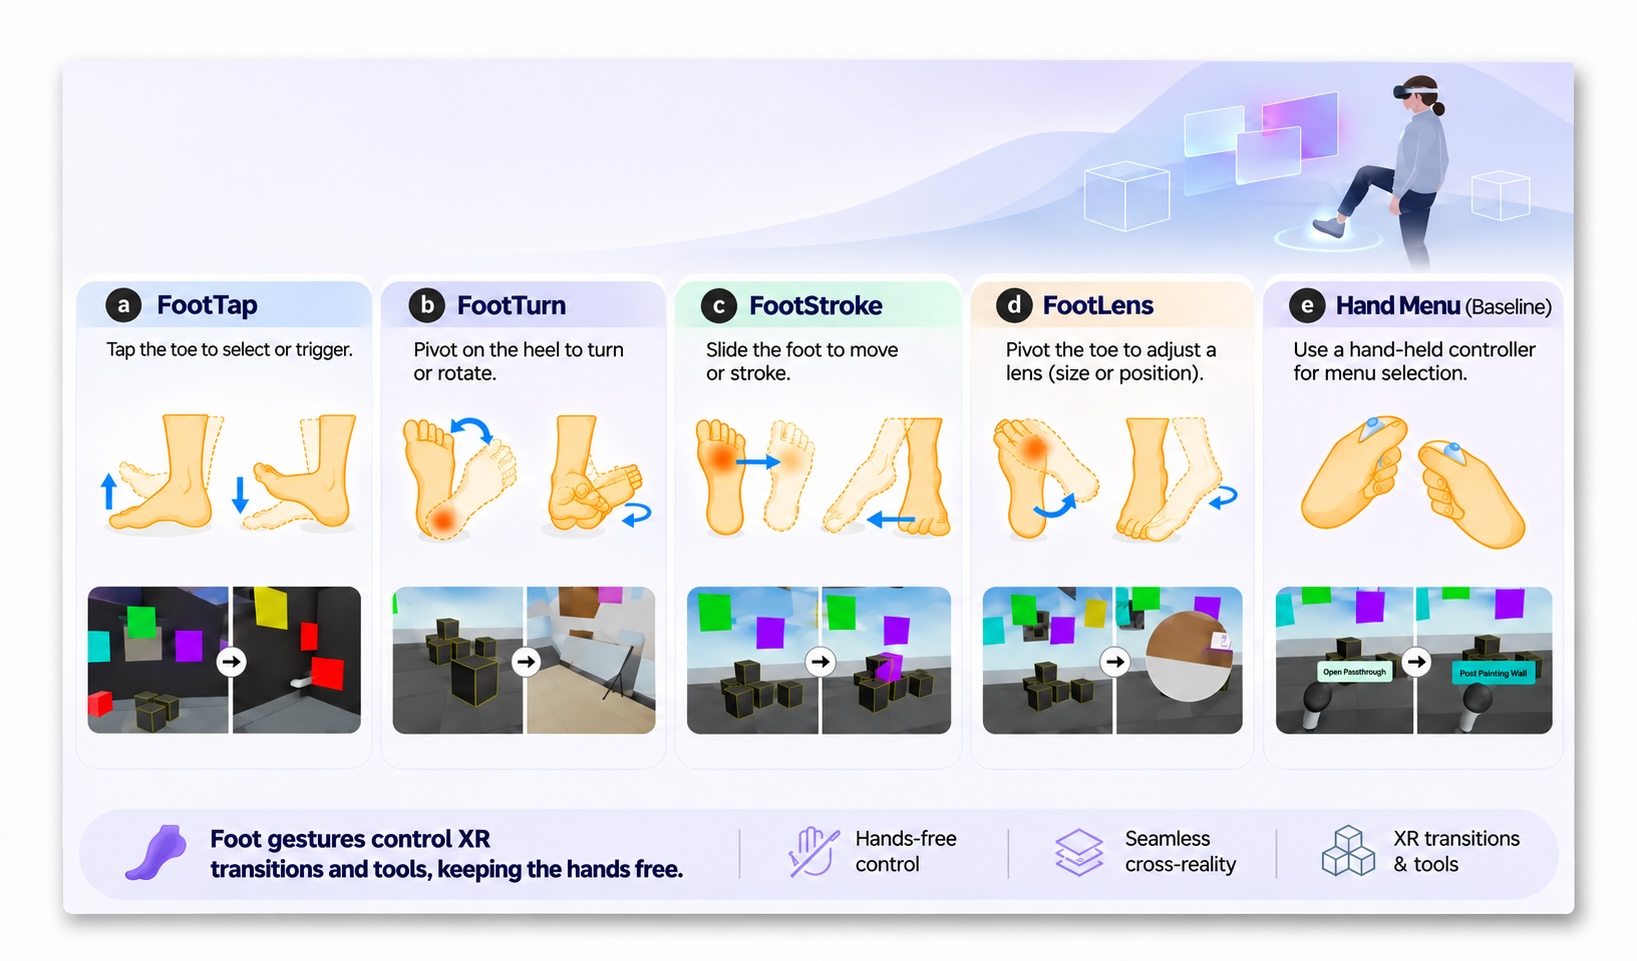 a FootTap
Tap the toe to select or trigger.
b FootTurn
Pivot on the heel to turn
or rotate.
c FootStroke
Slide the foot to move
or stroke.
d FootLens
Pivot the toe to adjust a
lens (size or position).
e Hand Menu (Baseline)
Use a hand-held controller
for menu selection.
Open Passthrough
Post Painting Wall
Foot gestures control XR
transitions and tools, keeping the hands free.
Hands-free
control
Seamless
cross-reality
XR transitions
& tools